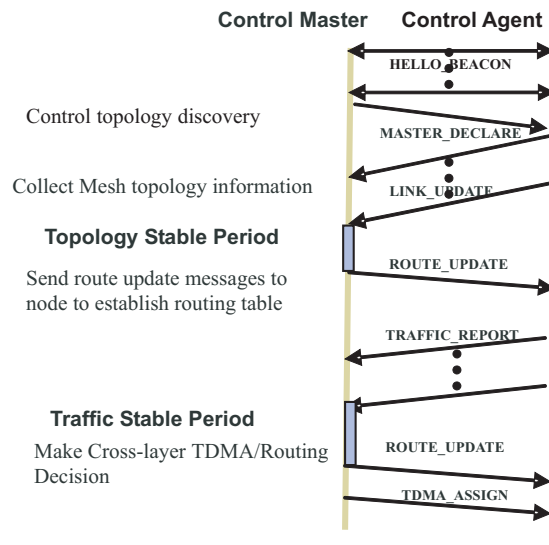 Control Master Control Agent
HELLO_BEACON
Control topology discovery
MASTER_DECLARE
Collect Mesh topology information
LINK_UPDATE
Topology Stable Period
ROUTE_UPDATE
Send route update messages to
node to establish routing table
TRAFFIC_REPORT
Traffic Stable Period
Make Cross-layer TDMA/Routing
Decision
ROUTE_UPDATE
TDMA_ASSIGN